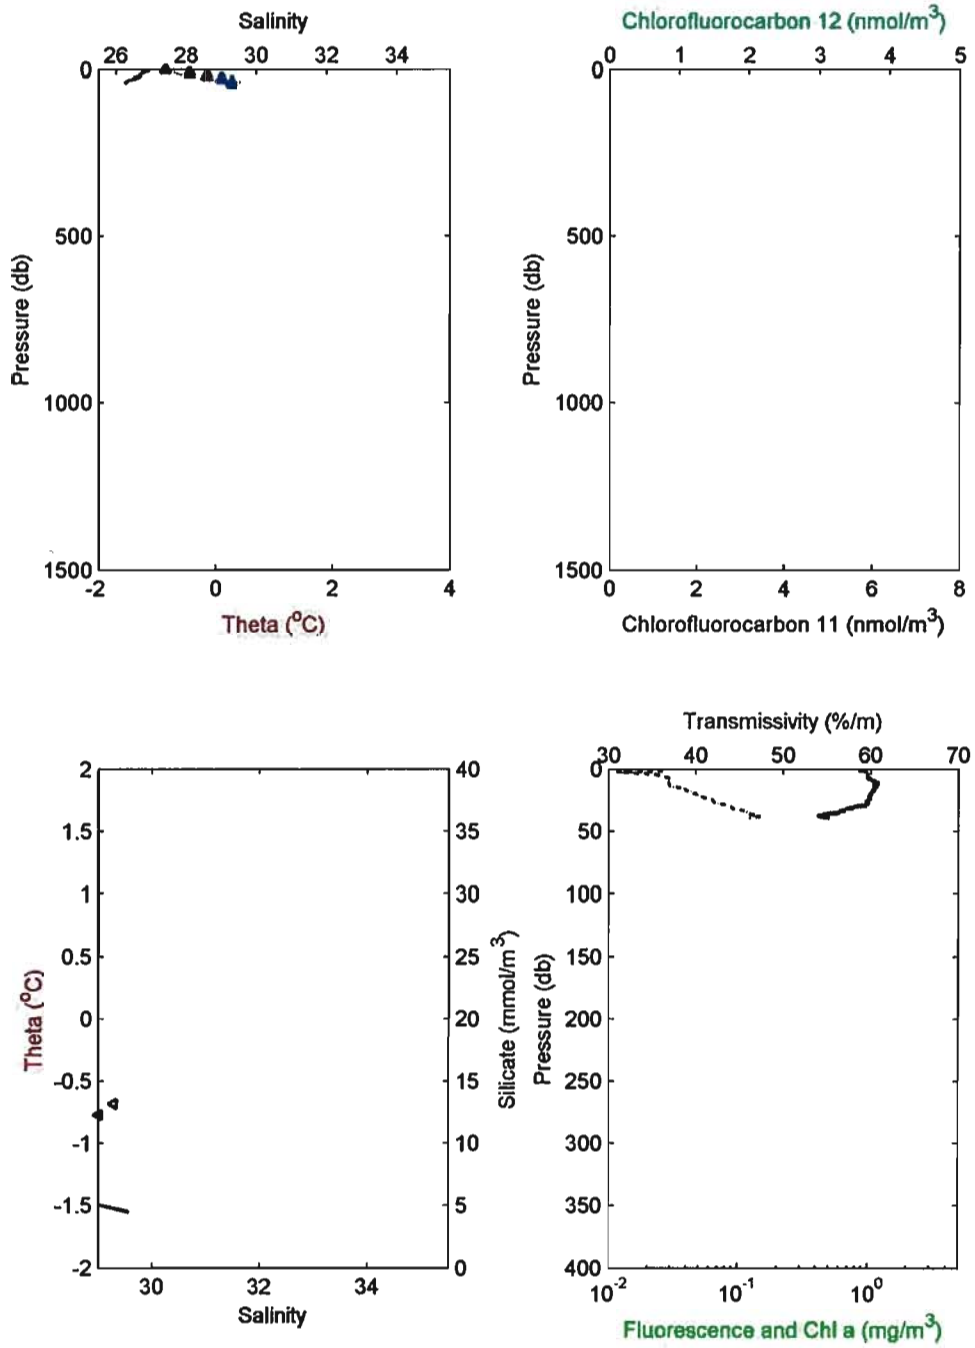 Salinity
26 28 30 32 34
0
500
1000
1500
Pressure (db)
-2 0 2 4
Theta (°C)
Chlorofluorocarbon 12 (nmol/m³)
0 1 2 3 4 5
0
500
1000
1500
Pressure (db)
0 2 4 6 8
Chlorofluorocarbon 11 (nmol/m³)
2
1.5
1
0.5
0
-0.5
-1
-1.5
-2
Theta (°C)
40
35
30
25
20
15
10
5
0
Silicate (mmol/m³)
30 32 34
Salinity
Transmissivity (%/m)
30 40 50 60 70
0
50
100
150
200
250
300
350
400
Pressure (db)
10⁻² 10⁻¹ 10⁰
Fluorescence and Chl a (mg/m³)